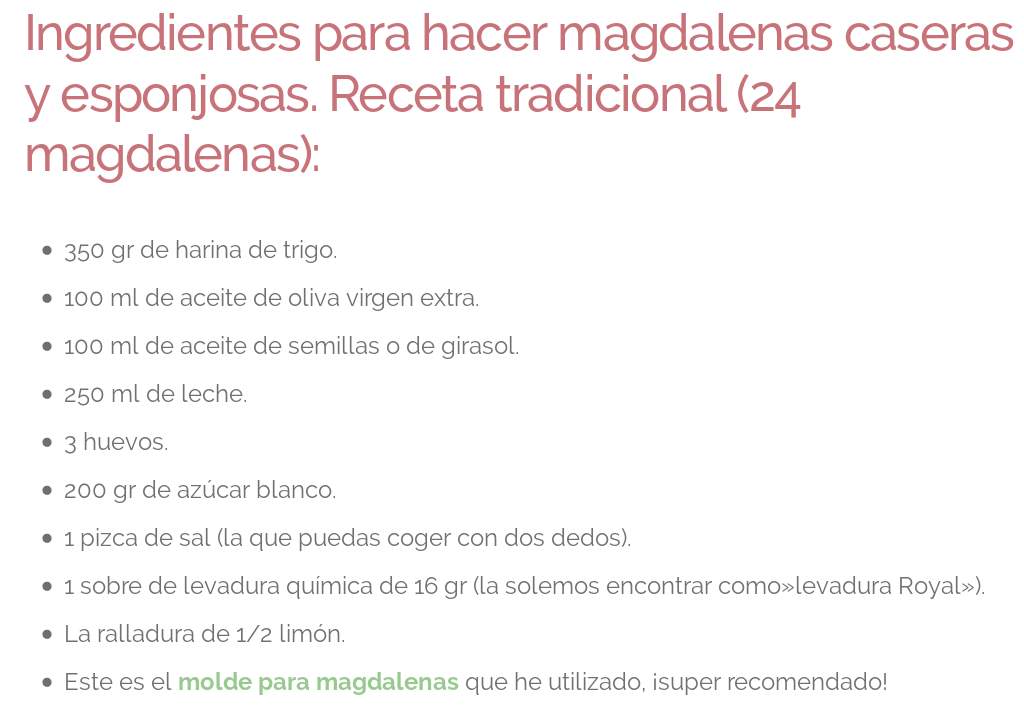 Ingredientes para hacer magdalenas caseras
y esponjosas. Receta tradicional (24
magdalenas):
350 gr de harina de trigo.
100 ml de aceite de oliva virgen extra.
100 ml de aceite de semillas o de girasol.
250 ml de leche.
3 huevos.
200 gr de azúcar blanco.
1 pizca de sal (la que puedas coger con dos dedos).
1 sobre de levadura química de 16 gr (la solemos encontrar como»levadura Royal»).
La ralladura de 1/2 limón.
Este es el molde para magdalenas que he utilizado, ¡super recomendado!